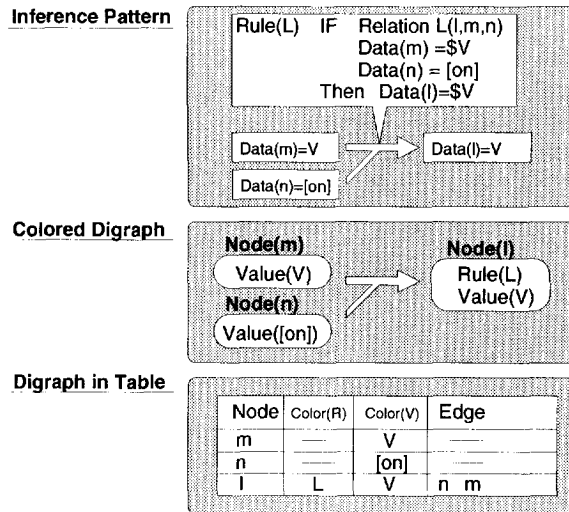 Inference Pattern
Rule(L) IF Relation L(l,m,n)
Data(m) =$V
Data(n) = [on]
Then Data(l)=$V
Data(m)=V
Data(l)=V
Data(n)=[on]
Colored Digraph
Node(m)
Node(l)
Value(V)
Rule(L)
Value(V)
Node(n)
Value([on])
Digraph in Table
Node Color(R) Color(V) Edge
m — V —
n — [on] —
l L V n m